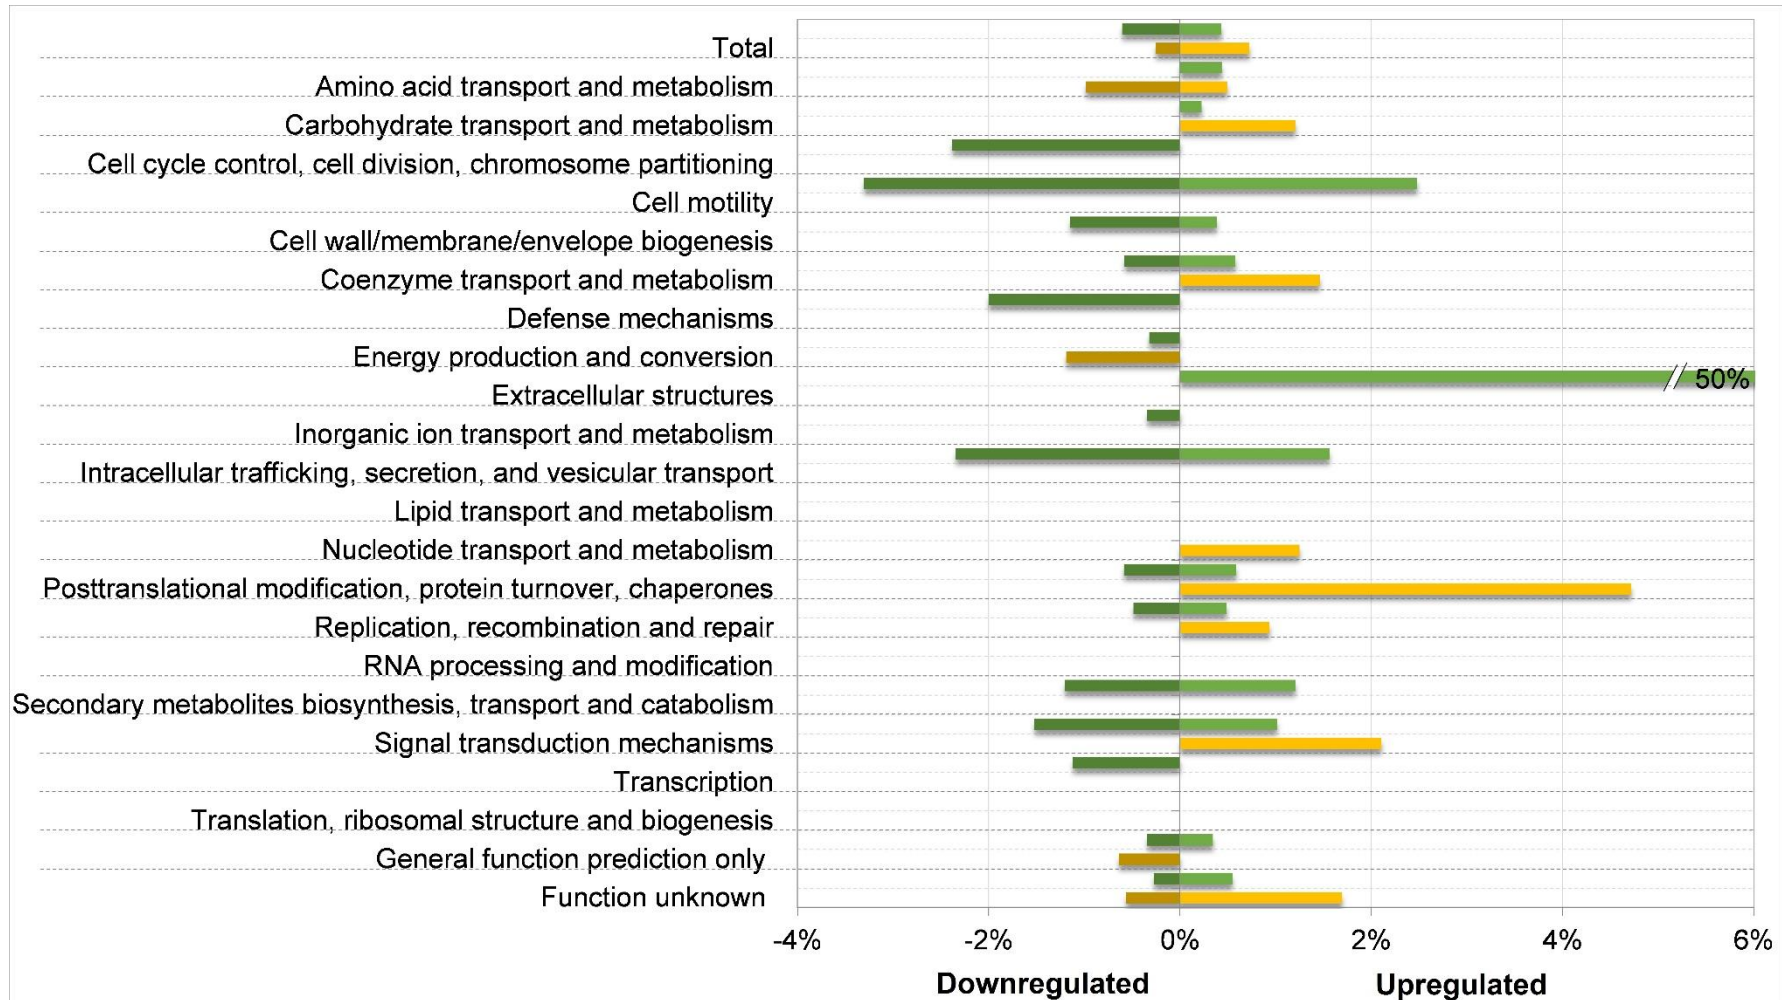 Total
Amino acid transport and metabolism
Carbohydrate transport and metabolism
Cell cycle control, cell division, chromosome partitioning
Cell motility
Cell wall/membrane/envelope biogenesis
Coenzyme transport and metabolism
Defense mechanisms
Energy production and conversion
Extracellular structures
// 50%
Inorganic ion transport and metabolism
Intracellular trafficking, secretion, and vesicular transport
Lipid transport and metabolism
Nucleotide transport and metabolism
Posttranslational modification, protein turnover, chaperones
Replication, recombination and repair
RNA processing and modification
Secondary metabolites biosynthesis, transport and catabolism
Signal transduction mechanisms
Transcription
Translation, ribosomal structure and biogenesis
General function prediction only
Function unknown
-4% -2% 0% 2% 4% 6%
Downregulated Upregulated